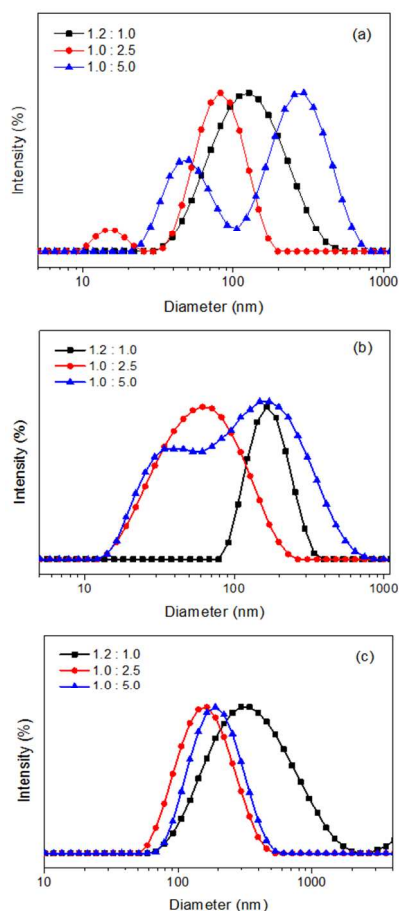 (a)
1.2 : 1.0
1.0 : 2.5
1.0 : 5.0
Intensity (%)
10 100 1000
Diameter (nm)
(b)
1.2 : 1.0
1.0 : 2.5
1.0 : 5.0
Intensity (%)
10 100 1000
Diameter (nm)
(c)
1.2 : 1.0
1.0 : 2.5
1.0 : 5.0
Intensity (%)
10 100 1000
Diameter (nm)